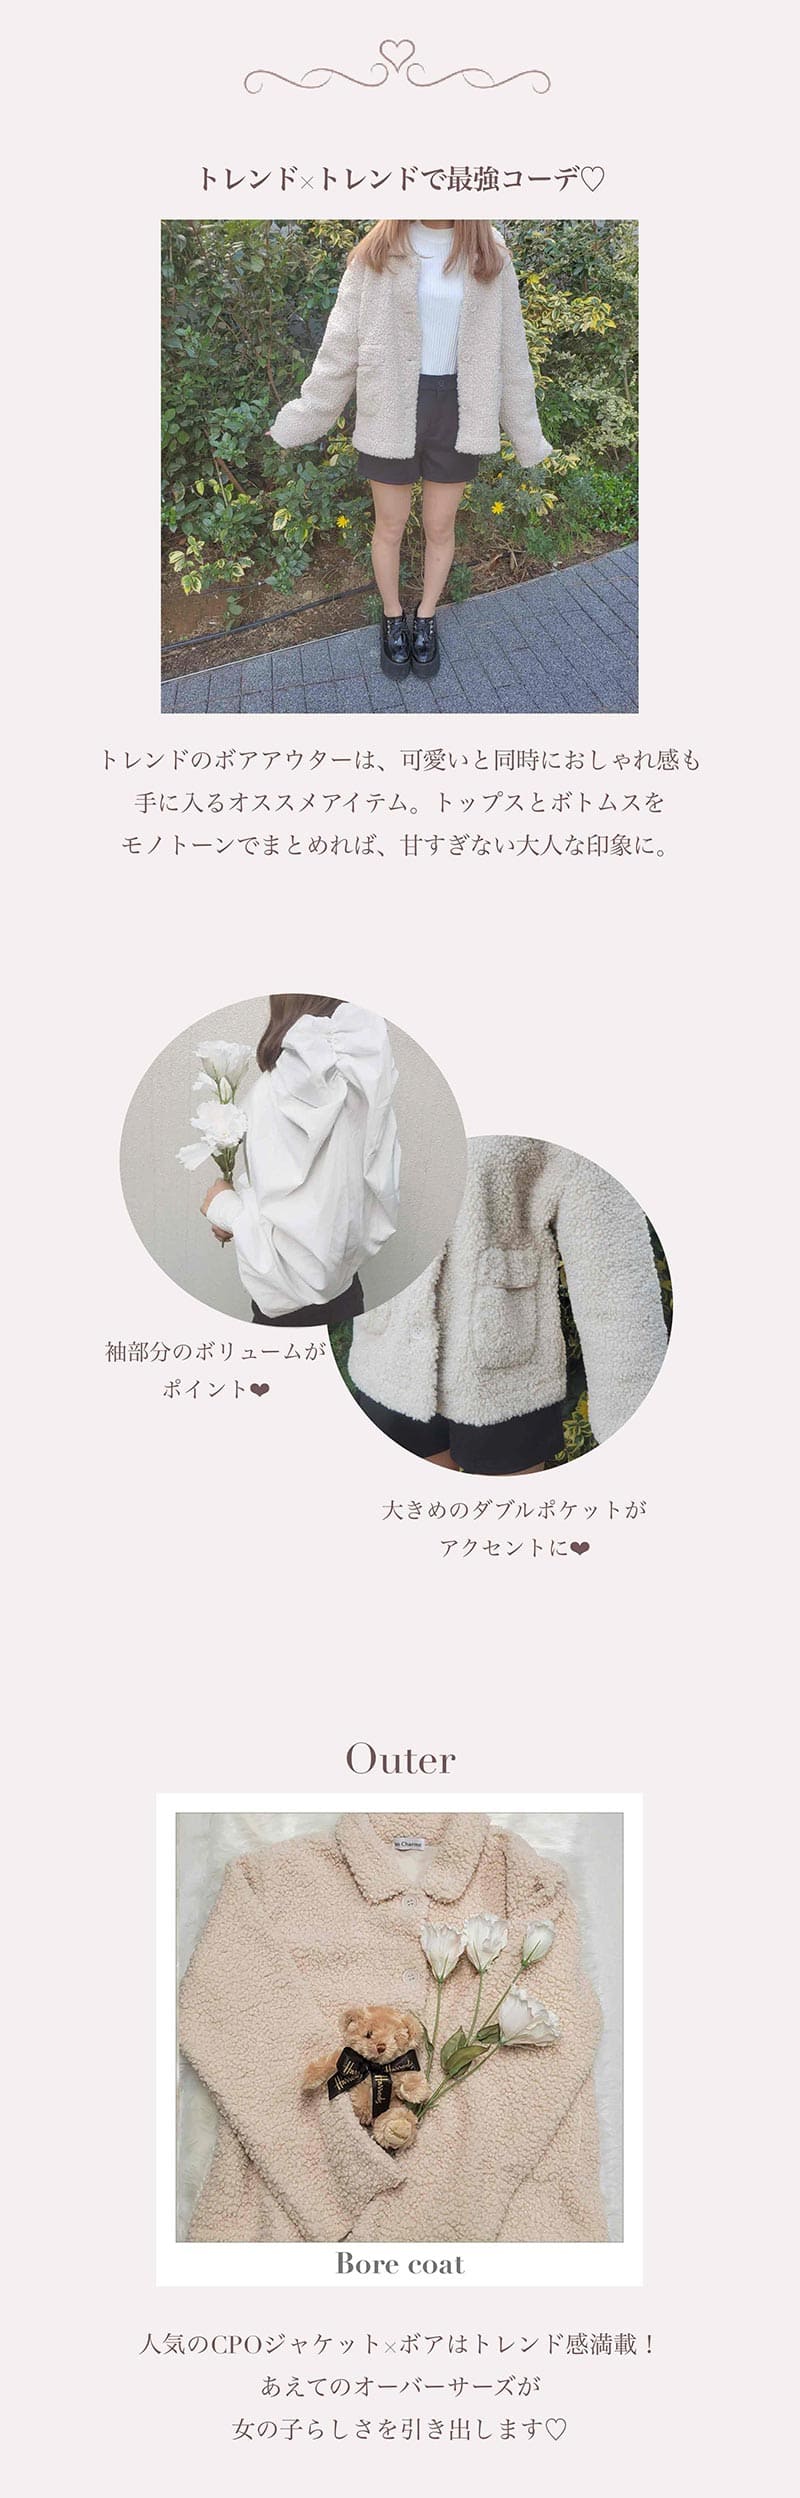 トレンド×トレンドで最強コーデ♡
トレンドのボアアウターは、可愛いと同時におしゃれ感も
手に入るオススメアイテム。トップスとボトムスを
モノトーンでまとめれば、甘すぎない大人な印象に。
袖部分のボリュームが
ポイント❤
大きめのダブルポケットが
アクセントに❤
Outer
Charme
Harrods
Bore coat
人気のCPOジャケット×ボアはトレンド感満載！
あえてのオーバーサーズが
女の子らしさを引き出します♡